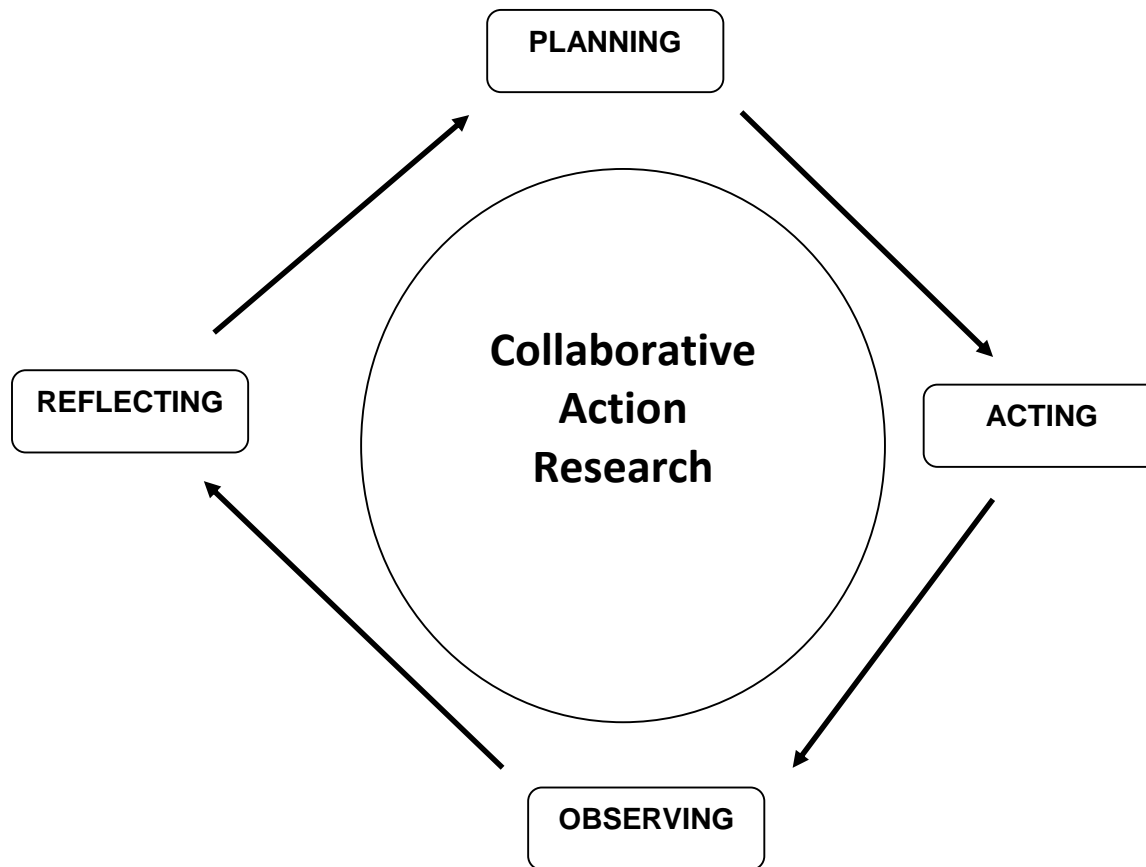 PLANNING
Collaborative
Action
Research
REFLECTING
ACTING
OBSERVING